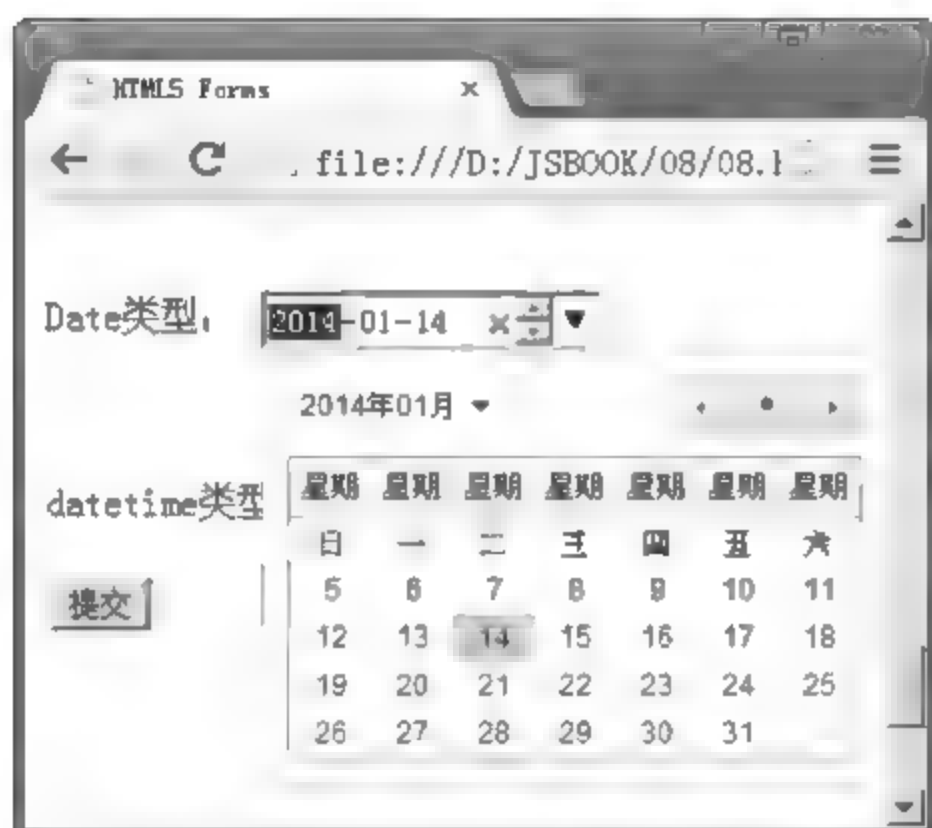 HTML5 Forms
file:///D:/JSBOOK/08/08.h
Date类型:
2014-01-14
2014年01月
datetime类型
星期 星期 星期 星期 星期 星期 星期
日 一 二 三 四 五 六
5 6 7 8 9 10 11
提交
12 13 14 15 16 17 18
19 20 21 22 23 24 25
26 27 28 29 30 31